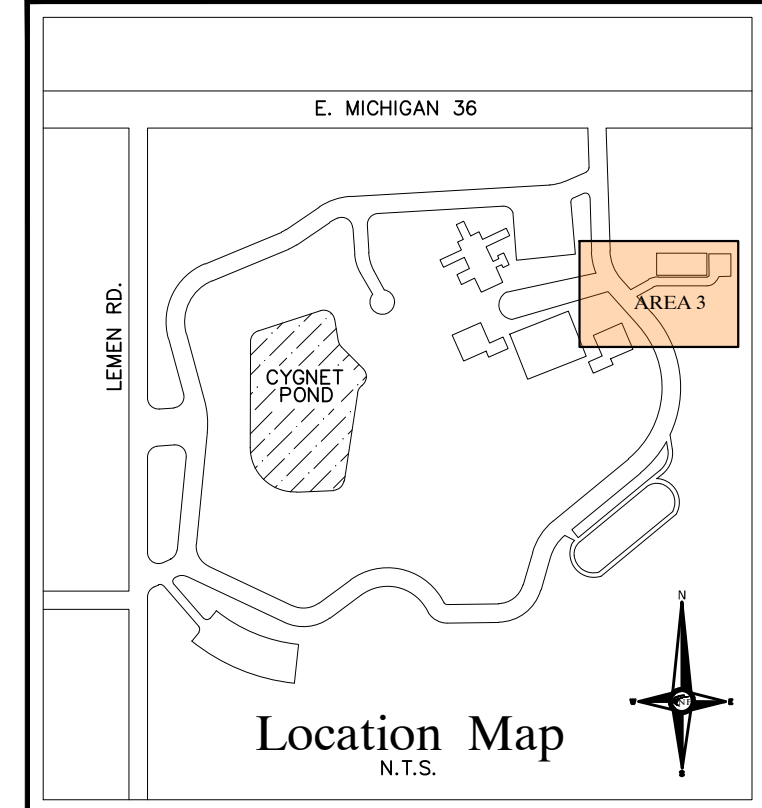 E. MICHIGAN 36
LEMEN RD.
AREA 3
CYGNET
POND
N
W
E
S
Location Map
N.T.S.